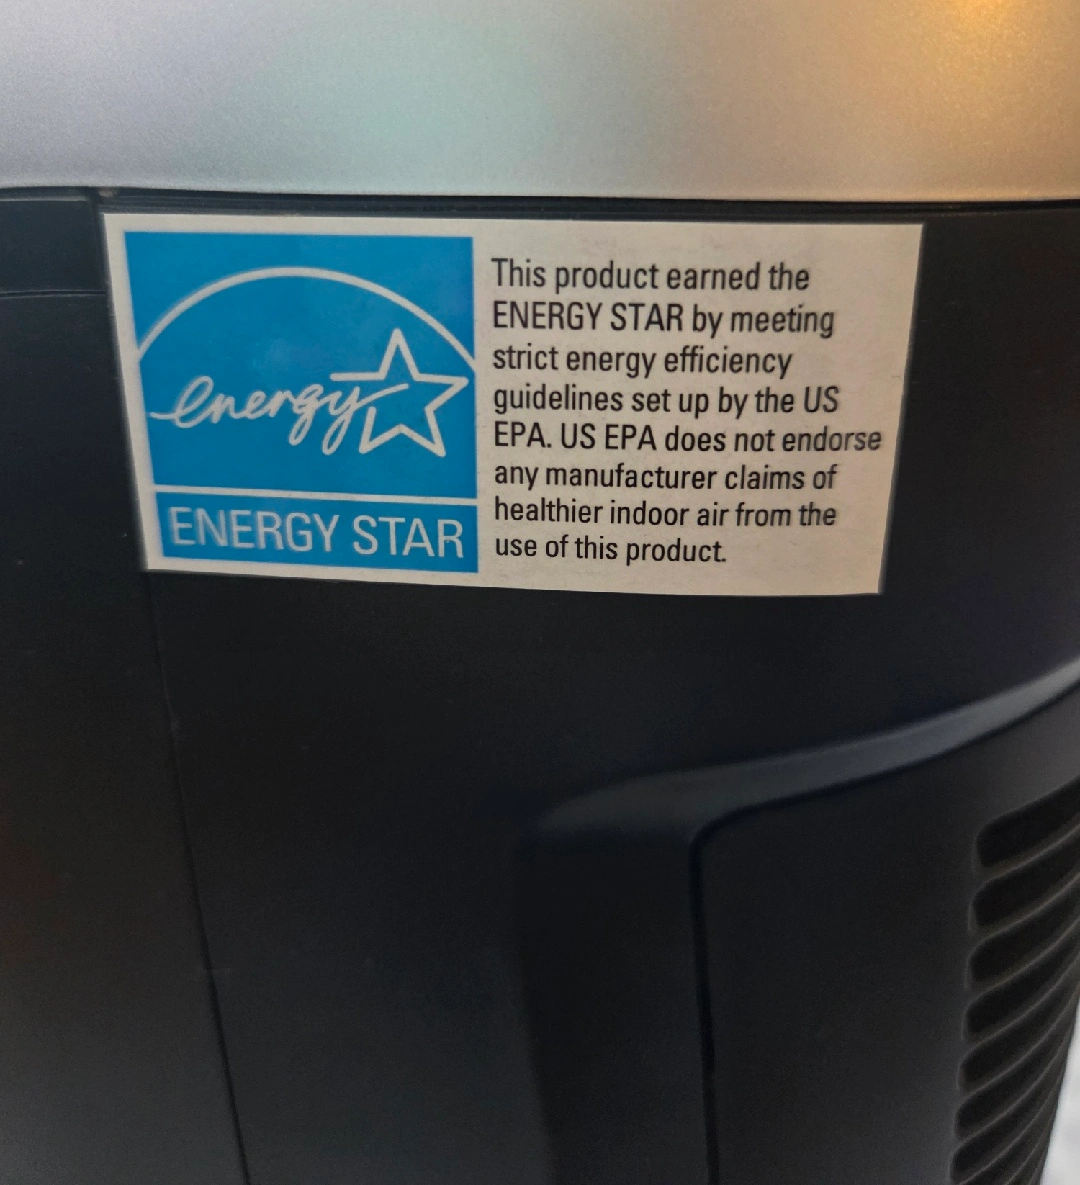 energy
ENERGY STAR
This product earned the
ENERGY STAR by meeting
strict energy efficiency
guidelines set up by the US
EPA. US EPA does not endorse
any manufacturer claims of
healthier indoor air from the
use of this product.